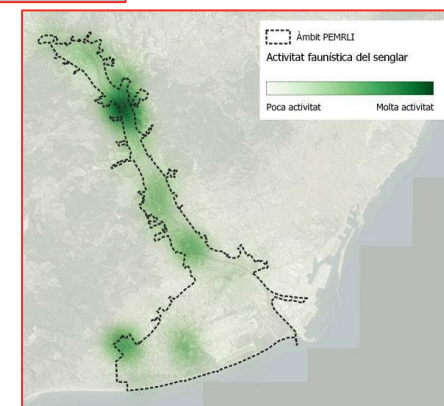 Àmbit PEMRLI
Activitat faunística del senglar
Poca activitat Molta activitat